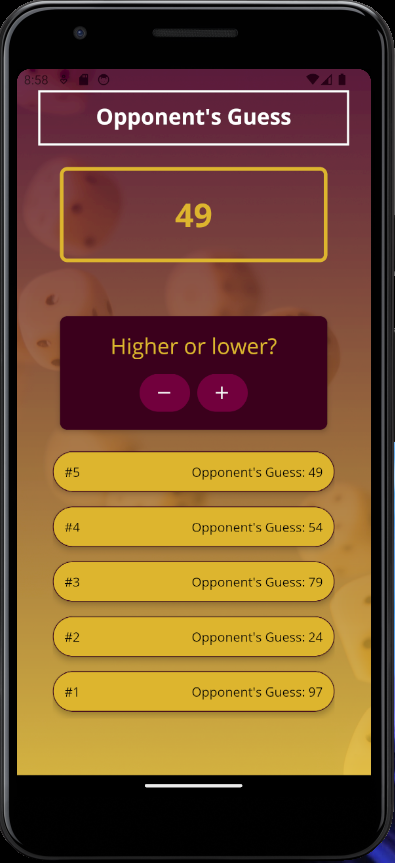 8:58
Opponent's Guess
49
Higher or lower?
− +
#5 Opponent's Guess: 49
#4 Opponent's Guess: 54
#3 Opponent's Guess: 79
#2 Opponent's Guess: 24
#1 Opponent's Guess: 97